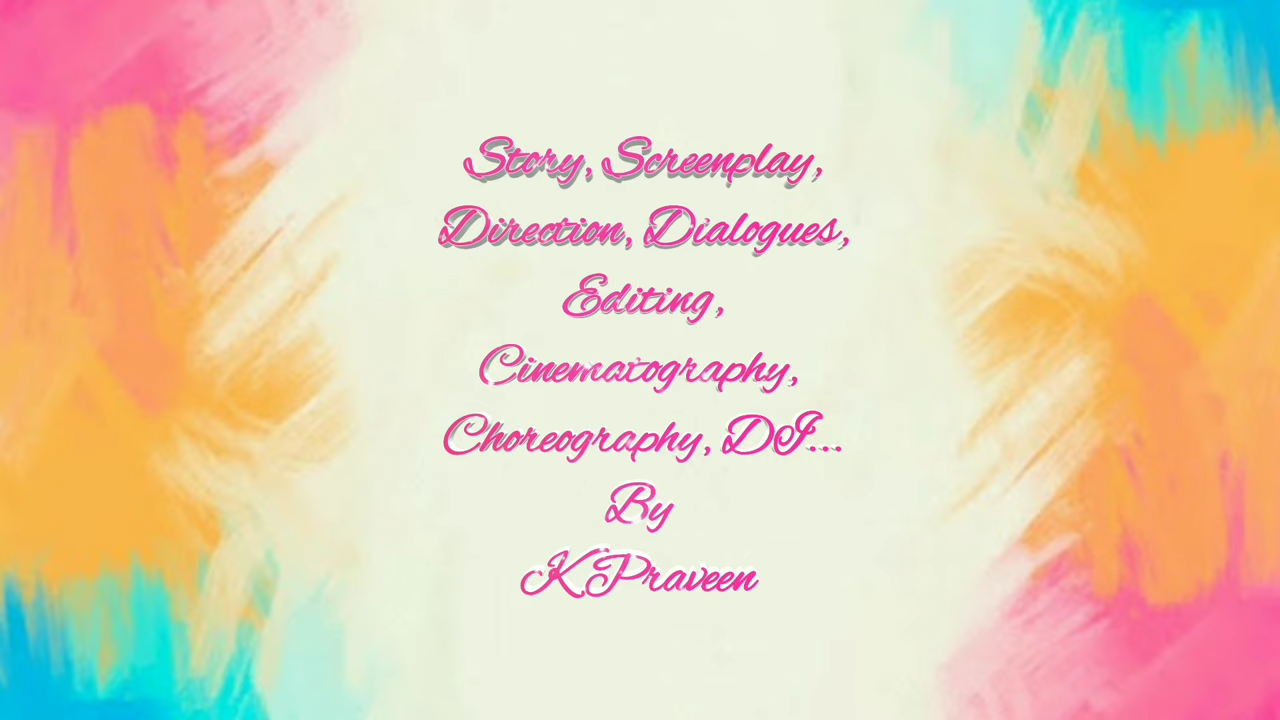 Story, Screenplay,
Direction, Dialogues,
Editing,
Cinematography,
Choreography, DI...
By
K Praveen